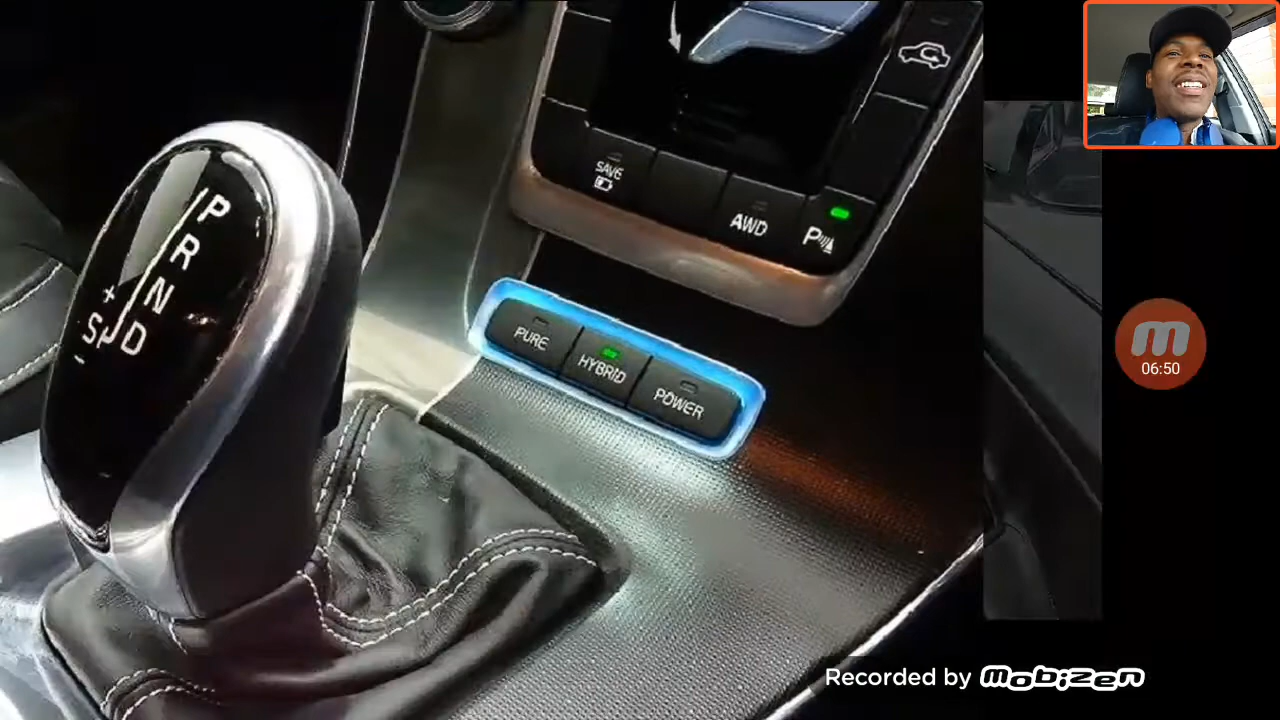 SAVE
AWD
P
PURE
HYBRID
POWER
P
R
N
D
+
S
-
m
06:50
Recorded by mobizen